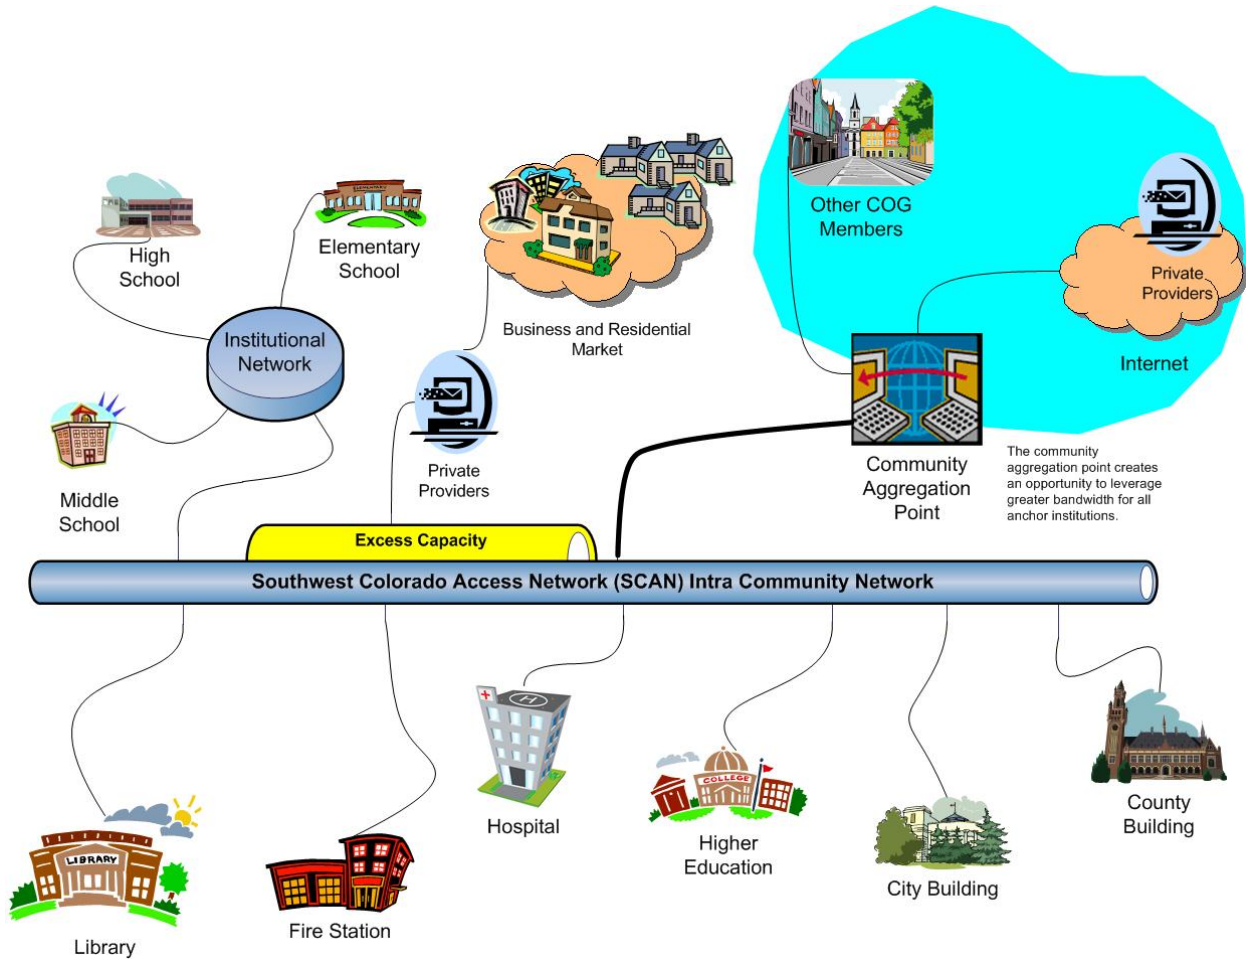 Other COG
Members
ELEMENTARY
High
School
Elementary
School
Private
Providers
Institutional
Network
Business and Residential
Market
Internet
Private
Providers
Community
Aggregation
Point
The community
aggregation point creates
an opportunity to leverage
greater bandwidth for all
anchor institutions.
Middle
School
Excess Capacity
Southwest Colorado Access Network (SCAN) Intra Community Network
H
COLLEGE
LIBRARY
Hospital
Higher
Education
County
Building
City Building
Fire Station
Library